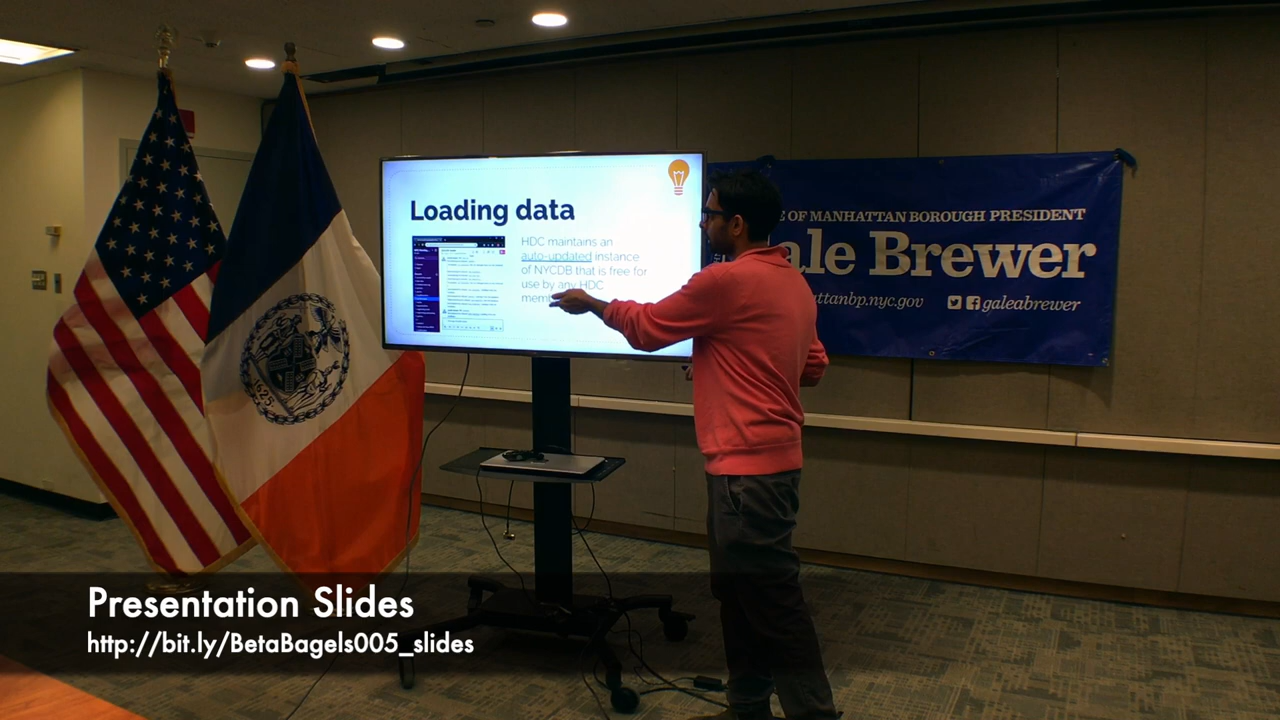 Loading data
HDC maintains an
auto-updated instance
of NYCDB that is free for
use by any HDC
E OF MANHATTAN BOROUGH PRESIDENT
ale Brewer
attanbp.nyc.gov
galeabrewer
1625
Presentation Slides
http://bit.ly/BetaBagels005_slides